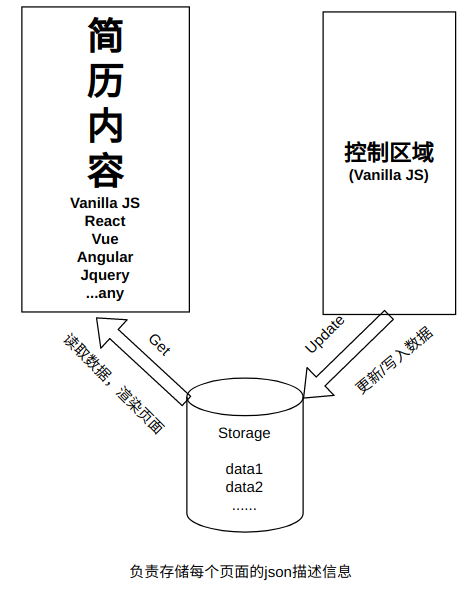 简
历
内
容
Vanilla JS
React
Vue
Angular
Jquery
...any
控制区域
(Vanilla JS)
Get
读取数据，渲染页面
Update
更新/写入数据
Storage
data1
data2
......
负责存储每个页面的json描述信息